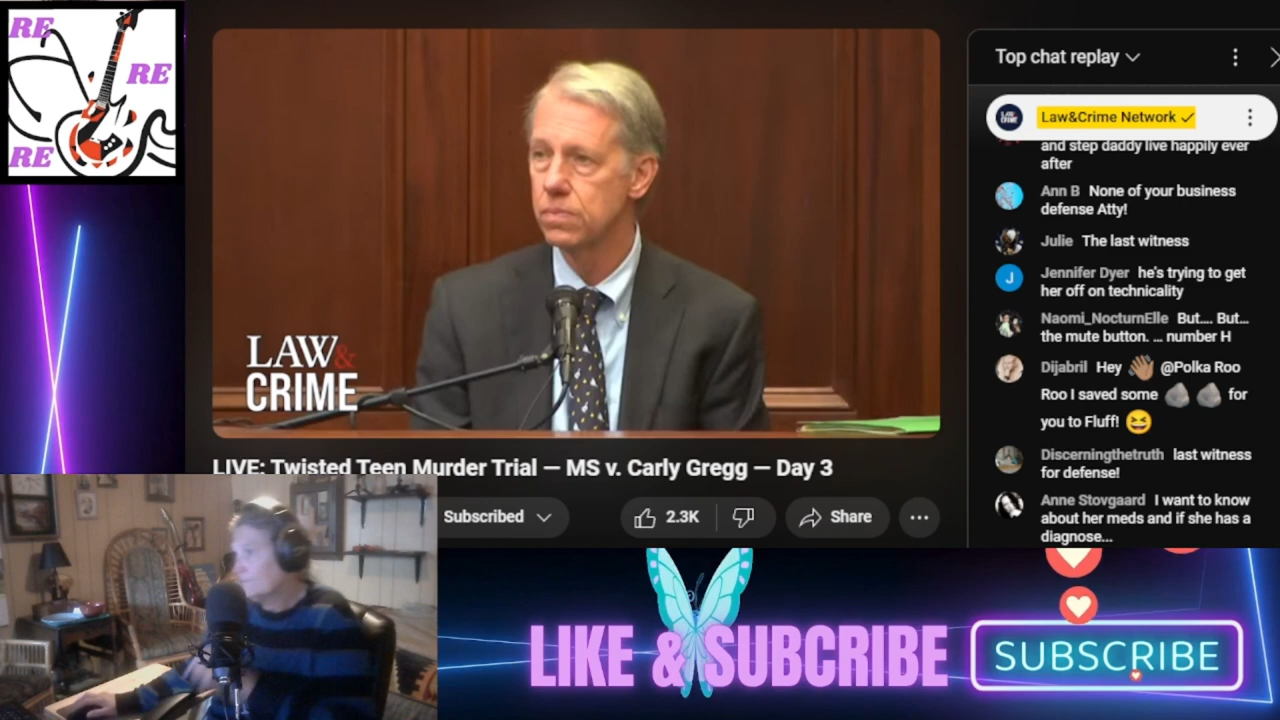 RE
RE
RE
LAW&
CRIME
LIVE: Twisted Teen Murder Trial — MS v. Carly Gregg — Day 3
Subscribed
2.3K
Share
Top chat replay
Law&Crime Network
and step daddy live happily ever
after
Ann B None of your business
defense Atty!
Julie The last witness
J
Jennifer Dyer he's trying to get
her off on technicality
Naomi_NocturnElle But.... But...
the mute button. ... number H
Dijabril Hey 👋🏽 @Polka Roo
Roo I saved some 🪨 🪨 for
you to Fluff! 😆
Discerningthetruth last witness
for defense!
Anne Stovgaard I want to know
about her meds and if she has a
diagnose...
LIKE & SUBCRIBE
SUBSCRIBE